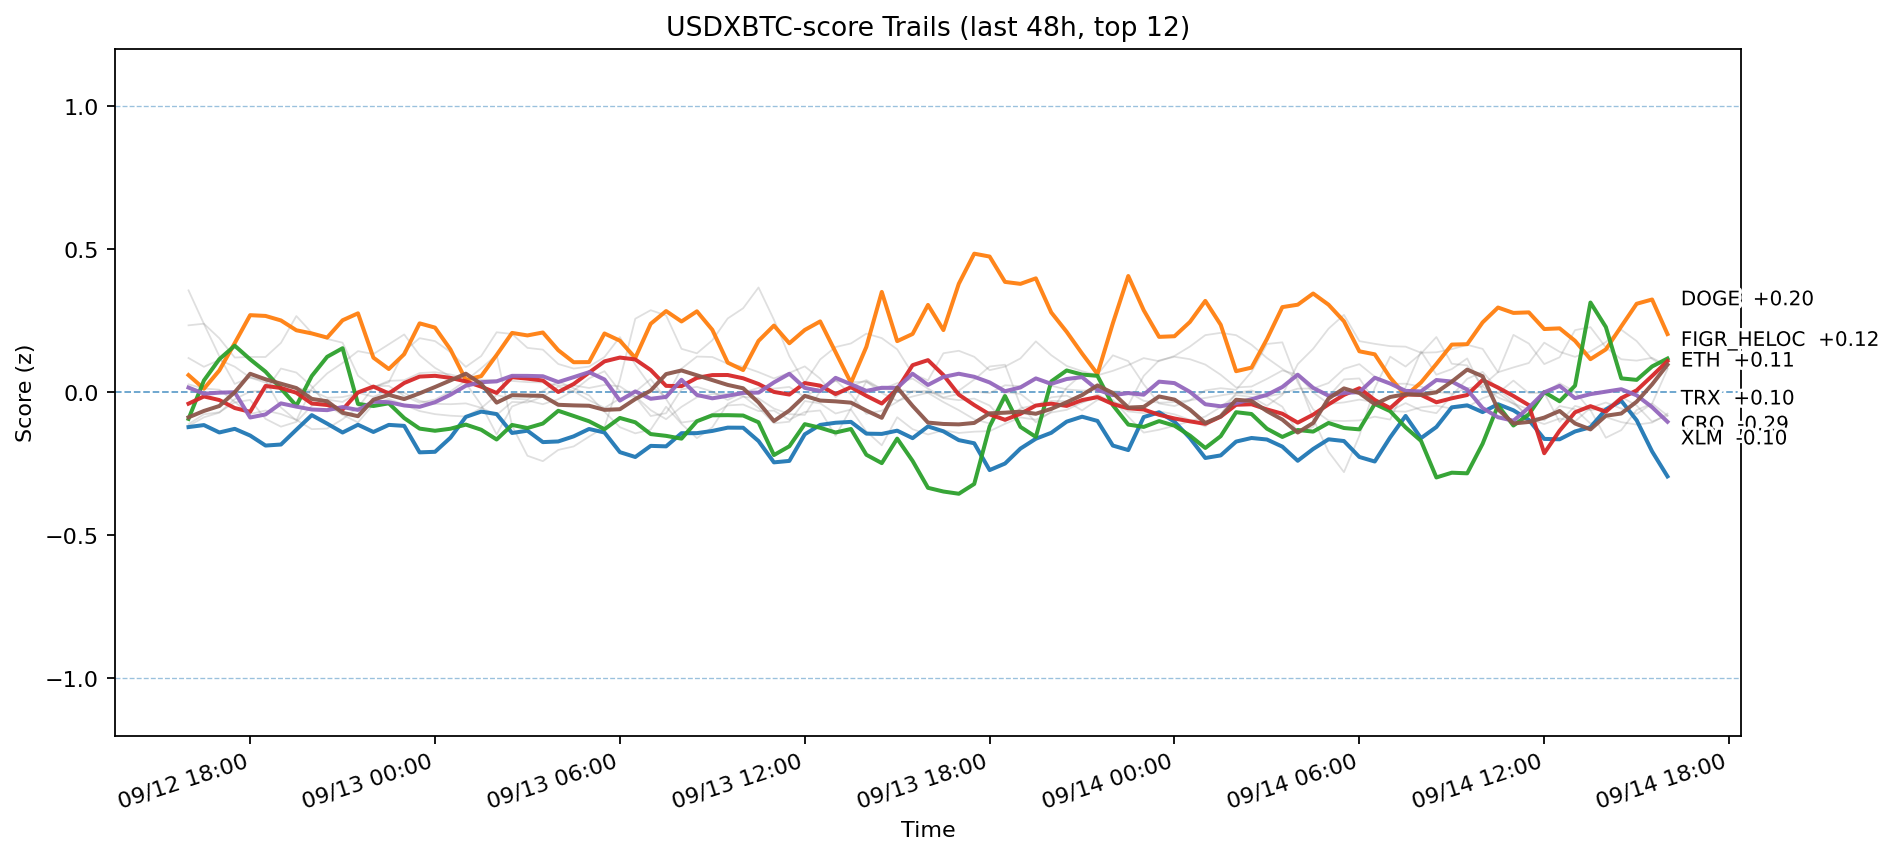 USDXBTC-score Trails (last 48h, top 12)
Score (z)
1.0
0.5
0.0
−0.5
−1.0
DOGE +0.20
FIGR_HELOC +0.12
ETH +0.11
TRX +0.10
CRO -0.29
XLM -0.10
09/12 18:00
09/13 00:00
09/13 06:00
09/13 12:00
09/13 18:00
09/14 00:00
09/14 06:00
09/14 12:00
09/14 18:00
Time